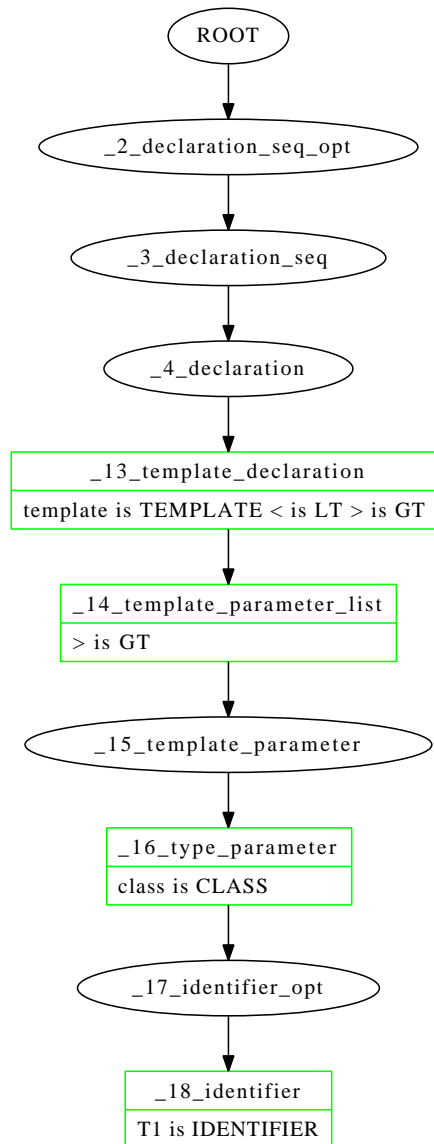 ROOT
_2_declaration_seq_opt
_3_declaration_seq
_4_declaration
_13_template_declaration
template is TEMPLATE < is LT > is GT
_14_template_parameter_list
> is GT
_15_template_parameter
_16_type_parameter
class is CLASS
_17_identifier_opt
_18_identifier
T1 is IDENTIFIER